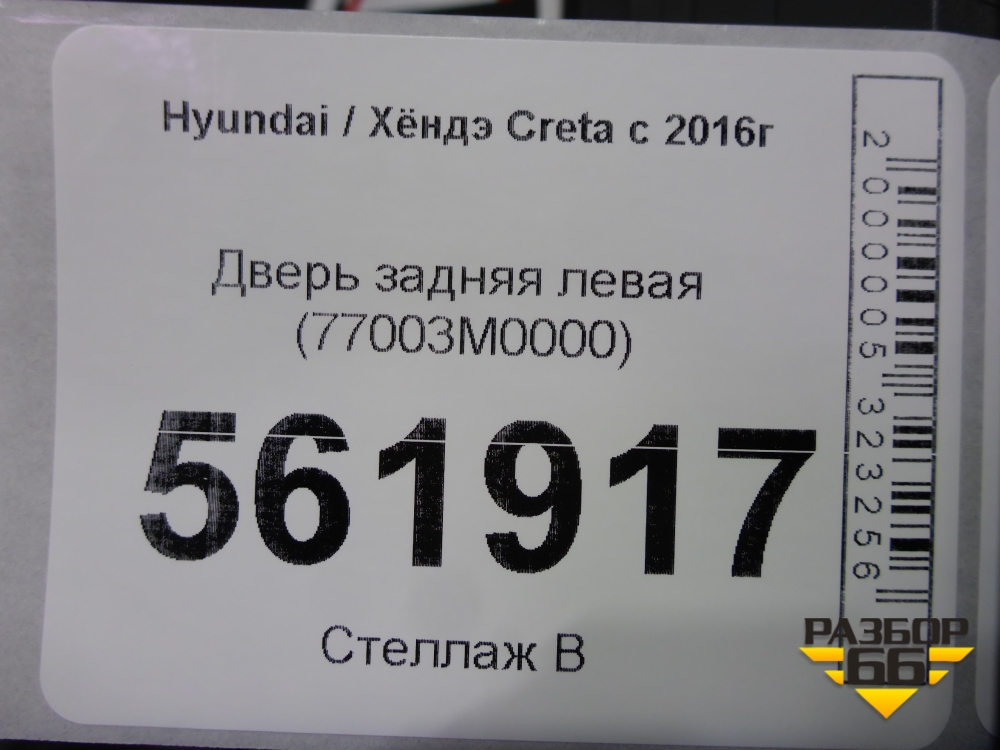 Hyundai / Хёндэ Creta с 2016г
Дверь задняя левая
(77003M0000)
561917
Стеллаж В
2000005323256
РАЗБОР
66